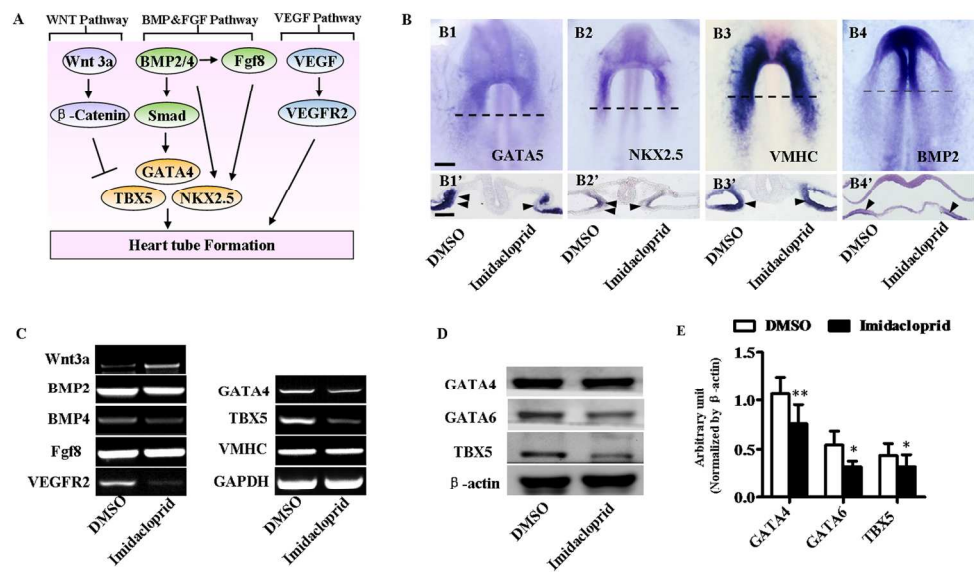 A
WNT Pathway BMP&FGF Pathway VEGF Pathway
Wnt 3a BMP2/4 Fgf8 VEGF
β-Catenin Smad VEGFR2
GATA4
TBX5 NKX2.5
Heart tube Formation
B
B1 B2 B3 B4
GATA5 NKX2.5 VMHC BMP2
B1' B2' B3' B4'
DMSO Imidacloprid DMSO Imidacloprid DMSO Imidacloprid DMSO Imidacloprid
C
Wnt3a
BMP2
BMP4
Fgf8
VEGFR2
DMSO Imidacloprid
GATA4
TBX5
VMHC
GAPDH
DMSO Imidacloprid
D
GATA4
GATA6
TBX5
β-actin
DMSO Imidacloprid
E
DMSO Imidacloprid
Arbitrary unit
(Normalized by β-actin)
1.5
1.0
0.5
0.0
** * *
GATA4 GATA6 TBX5